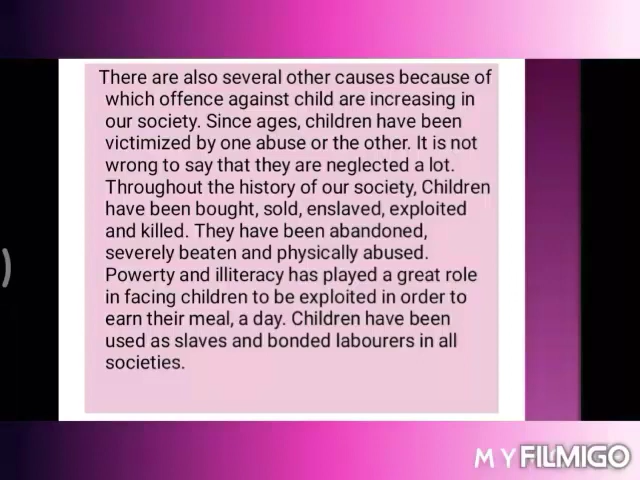 There are also several other causes because of
which offence against child are increasing in
our society. Since ages, children have been
victimized by one abuse or the other. It is not
wrong to say that they are neglected a lot.
Throughout the history of our society, Children
have been bought, sold, enslaved, exploited
and killed. They have been abandoned,
severely beaten and physically abused.
Powerty and illiteracy has played a great role
in facing children to be exploited in order to
earn their meal, a day. Children have been
used as slaves and bonded labourers in all
societies.
MY FILMIGO